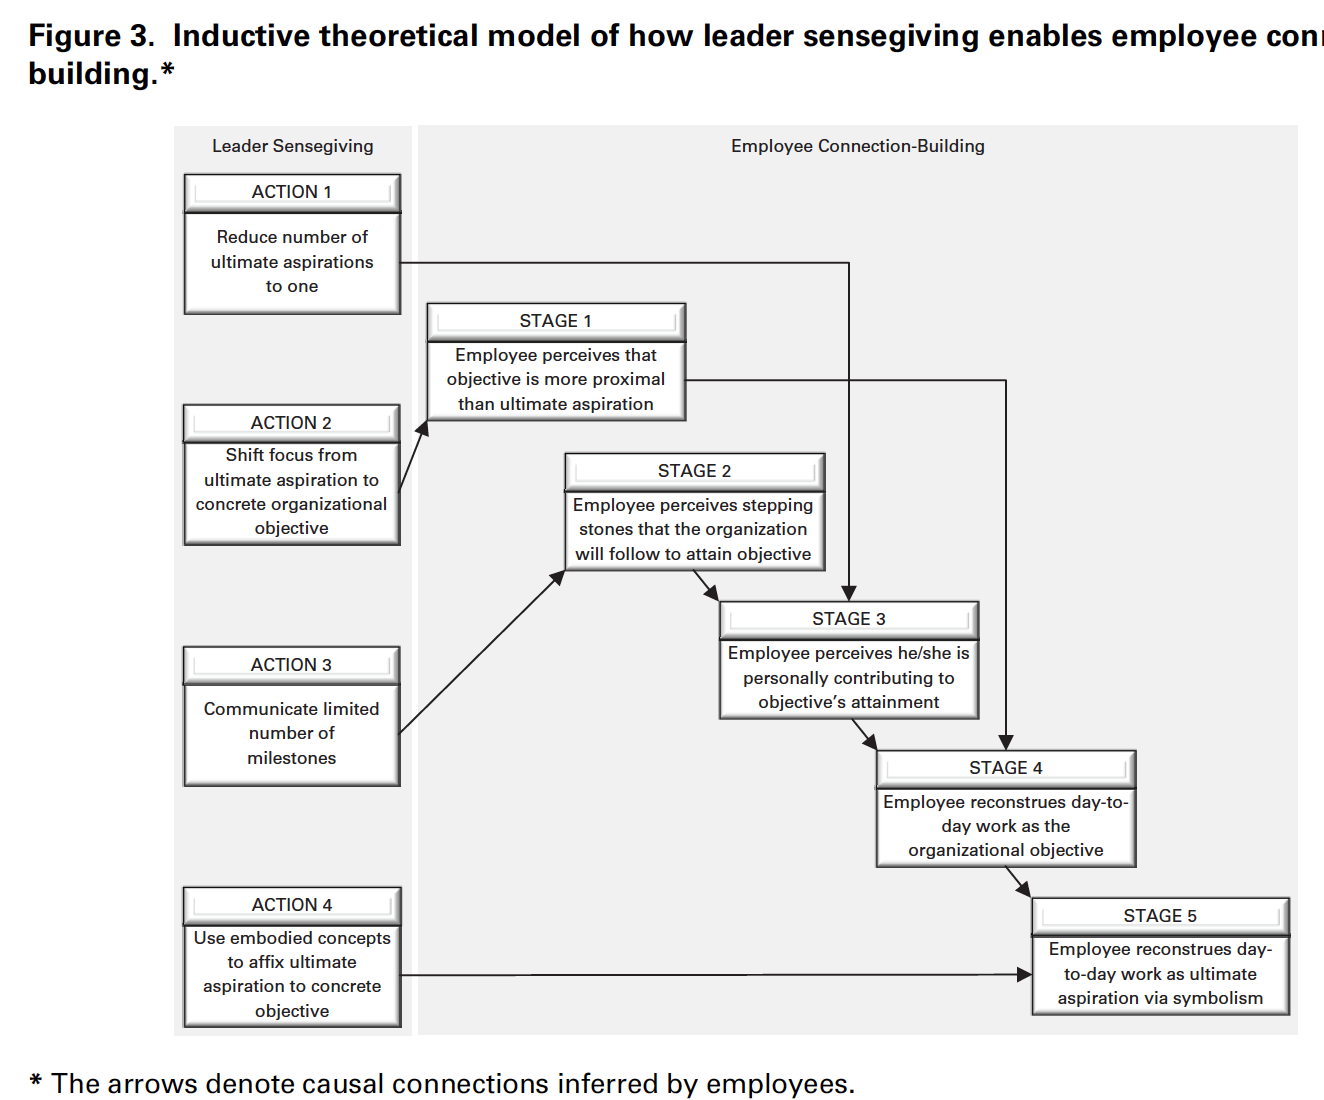 Figure 3.  Inductive theoretical model of how leader sensegiving enables employee
building.*
Leader Sensegiving
Employee Connection-Building
ACTION 1
Reduce number of
ultimate aspirations
to one
STAGE 1
Employee perceives that
objective is more proximal
than ultimate aspiration
ACTION 2
Shift focus from
ultimate aspiration to
concrete organizational
objective
STAGE 2
Employee perceives stepping
stones that the organization
will follow to attain objective
STAGE 3
Employee perceives he/she is
personally contributing to
objective’s attainment
ACTION 3
Communicate limited
number of
milestones
STAGE 4
Employee reconstrues day-to-
day work as the
organizational objective
ACTION 4
Use embodied concepts
to affix ultimate
aspiration to concrete
objective
STAGE 5
Employee reconstrues day-
to-day work as ultimate
aspiration via symbolism
* The arrows denote causal connections inferred by employees.